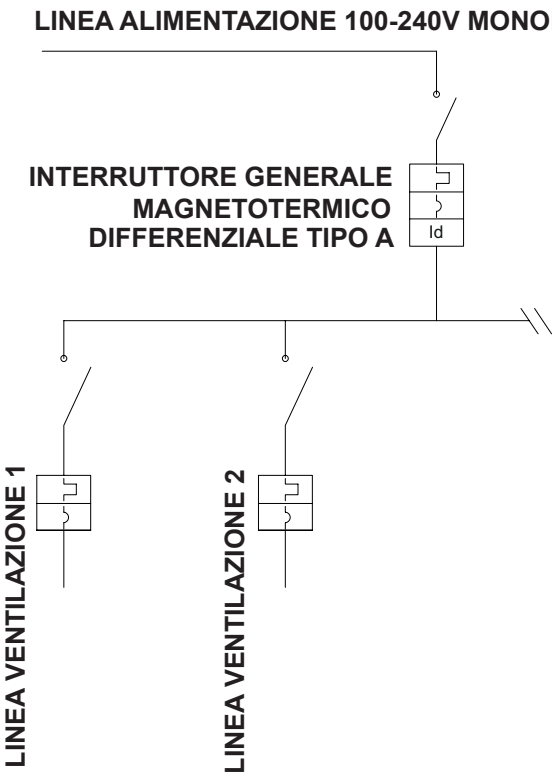 LINEA ALIMENTAZIONE 100-240V MONO
INTERRUTTORE GENERALE
MAGNETOTERMICO
DIFFERENZIALE TIPO A
Id
LINEA VENTILAZIONE 1
LINEA VENTILAZIONE 2